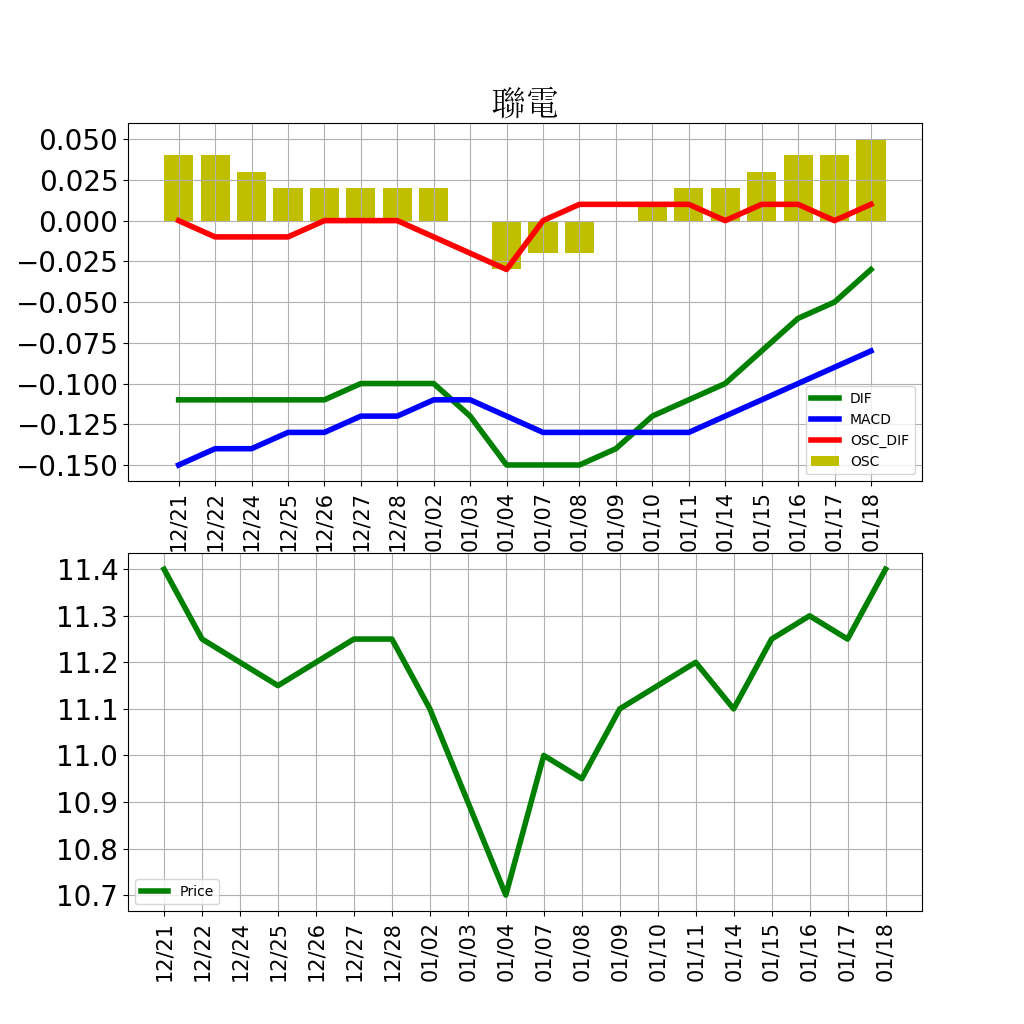 聯電
0.050
0.025
0.000
−0.025
−0.050
−0.075
−0.100
−0.125
−0.150
DIF
MACD
OSC_DIF
OSC
12/21 12/22 12/24 12/25 12/26 12/27 12/28 01/02 01/03 01/04 01/07 01/08 01/09 01/10 01/11 01/14 01/15 01/16 01/17 01/18
11.4
11.3
11.2
11.1
11.0
10.9
10.8
10.7
Price
12/21 12/22 12/24 12/25 12/26 12/27 12/28 01/02 01/03 01/04 01/07 01/08 01/09 01/10 01/14 01/15 01/16 01/17 01/18